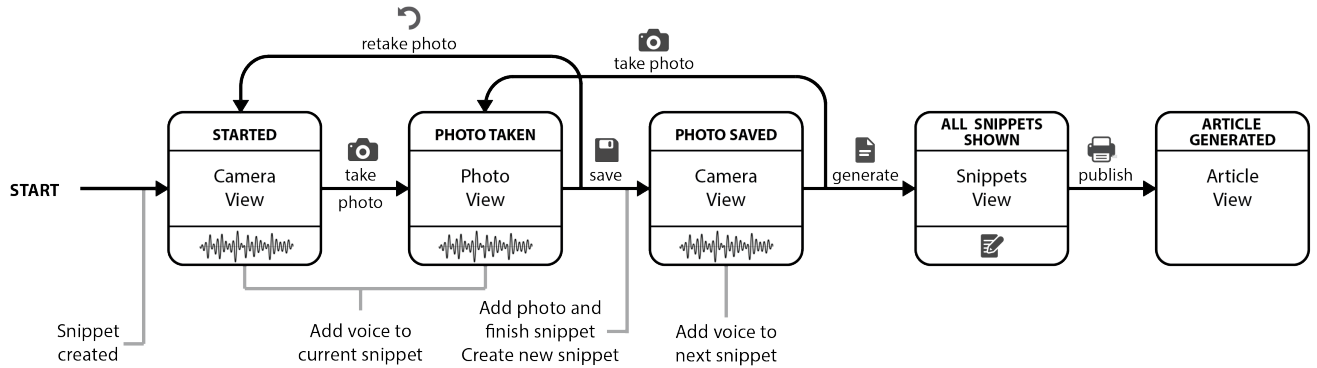 retake photo
take photo
STARTED
PHOTO TAKEN
PHOTO SAVED
ALL SNIPPETS
SHOWN
ARTICLE
GENERATED
START
Camera
View
take
photo
Photo
View
save
Camera
View
generate
Snippets
View
publish
Article
View
Snippet
created
Add voice to
current snippet
Add photo and
finish snippet
Create new snippet
Add voice to
next snippet